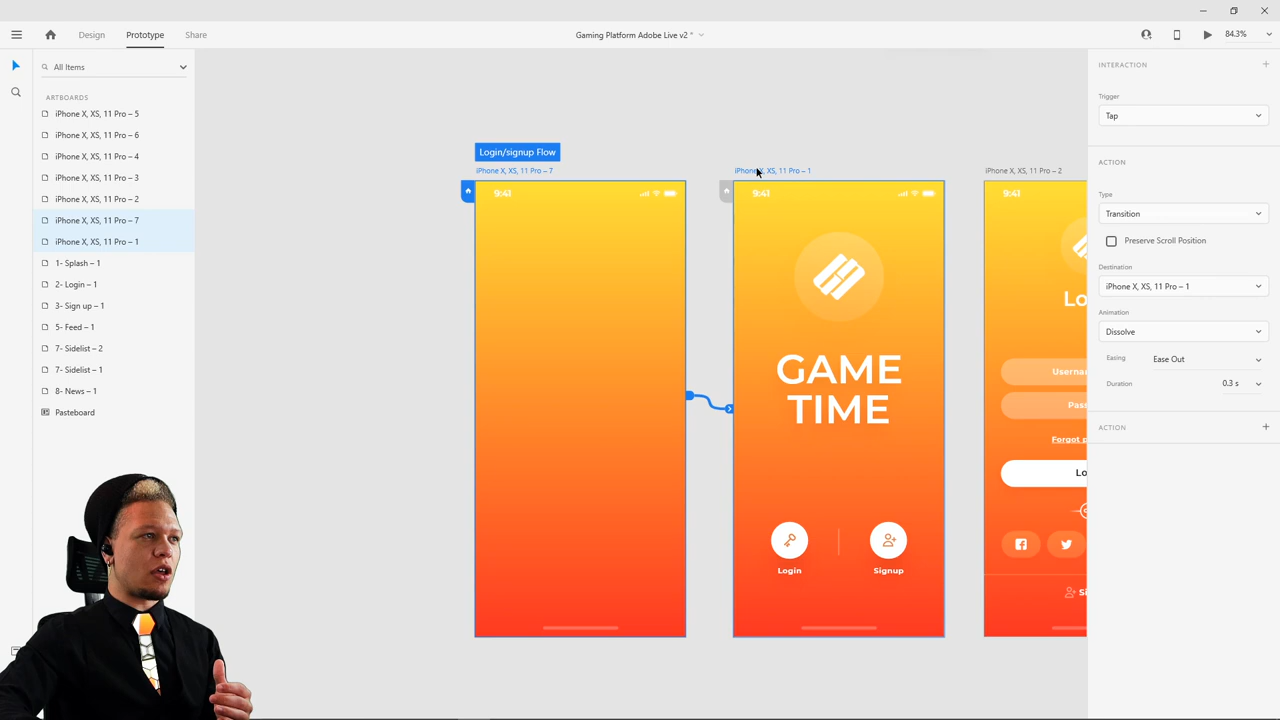 Design
Prototype
Share
Gaming Platform Adobe Live v2 *
84.3%
All Items
ARTBOARDS
iPhone X, XS, 11 Pro – 5
iPhone X, XS, 11 Pro – 6
iPhone X, XS, 11 Pro – 4
iPhone X, XS, 11 Pro – 3
iPhone X, XS, 11 Pro – 2
iPhone X, XS, 11 Pro – 7
iPhone X, XS, 11 Pro – 1
1- Splash – 1
2- Login – 1
3- Sign up – 1
5- Feed – 1
7- Sidelist – 2
7- Sidelist – 1
8- News – 1
Pasteboard
Login/signup Flow
iPhone X, XS, 11 Pro – 7
9:41
iPhone X, XS, 11 Pro – 1
9:41
GAME
TIME
Login
Signup
iPhone X, XS, 11 Pro – 2
9:41
Lo
Userna
Pass
Forgot p
Lo
Si
INTERACTION
Trigger
Tap
ACTION
Type
Transition
Preserve Scroll Position
Destination
iPhone X, XS, 11 Pro – 1
Animation
Dissolve
Easing
Ease Out
Duration
0.3 s
ACTION